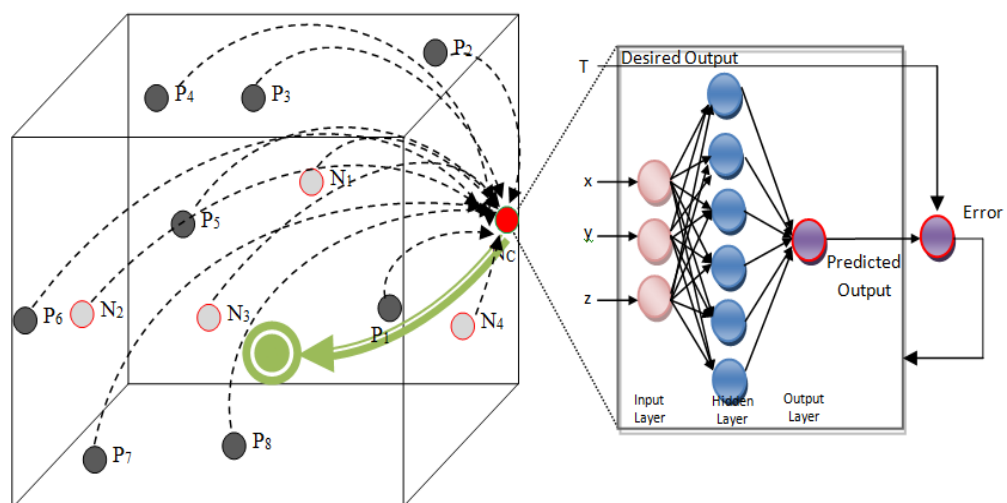 P2
P4
P3
N1
P5
NC
P6
N2
N3
P1
N4
P7
P8
T
Desired Output
x
y
z
Error
Predicted
Output
Input
Layer
Hidden
Layer
Output
Layer